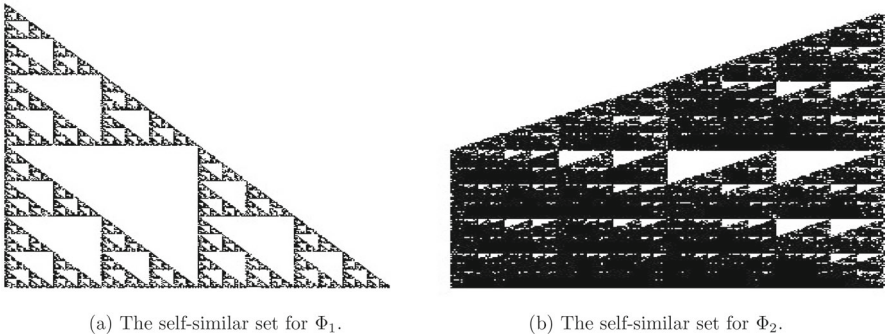 (a) The self-similar set for Φ₁.
(b) The self-similar set for Φ₂.